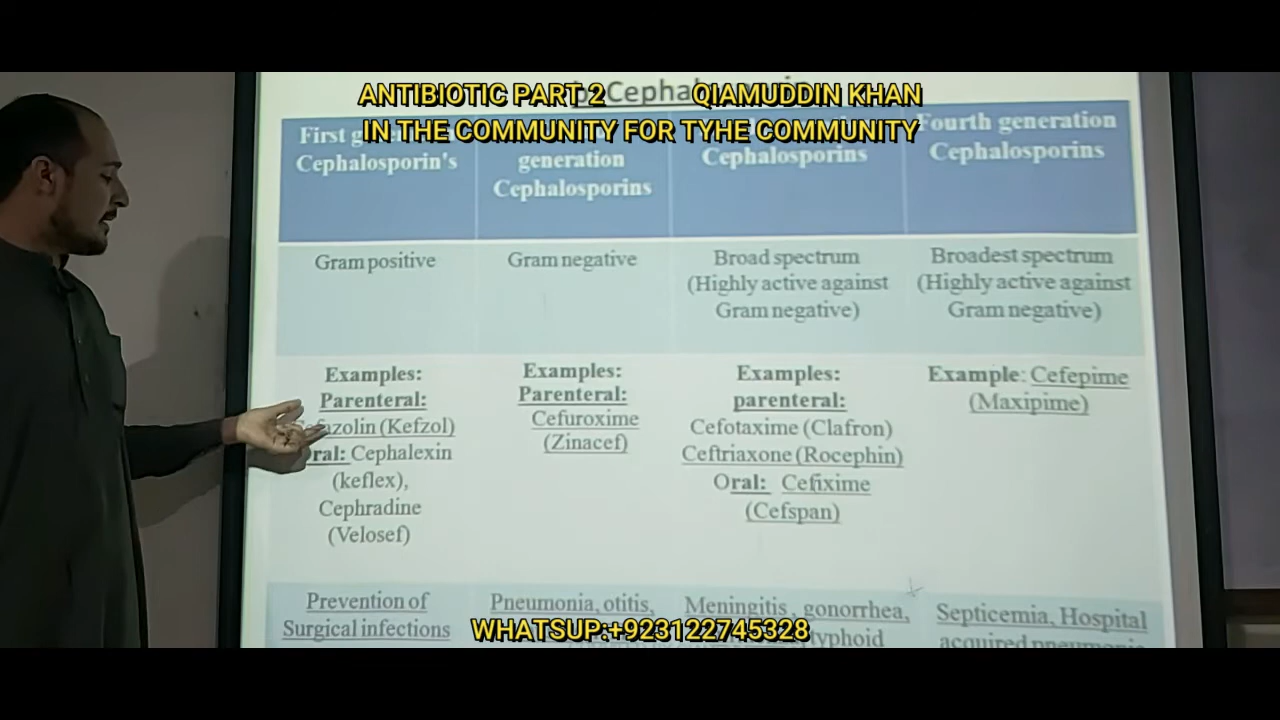 ANTIBIOTIC PART 2 QIAMUDDIN KHAN
IN THE COMMUNITY FOR TYHE COMMUNITY
First
Cephalosporin's
generation
Cephalosporins
Cephalosporins
Fourth generation
Cephalosporins
Gram positive
Gram negative
Broad spectrum
(Highly active against
Gram negative)
Broadest spectrum
(Highly active against
Gram negative)
Examples:
Parenteral:
(Kefzol)
Cephalexin
(keflex),
Cephradine
(Velosef)
Examples:
Parenteral:
Cefuroxime
(Zinacef)
Examples:
parenteral:
Cefotaxime (Clafron)
Ceftriaxone (Rocephin)
Oral: Cefixime
(Cefspan)
Example: Cefepime
(Maxipime)
Prevention of
Surgical infections
Pneumonia, otitis,
Meningitis, gonorrhea,
Septicemia, Hospital
acquired pneumonia
WHATSUP:+923122745328